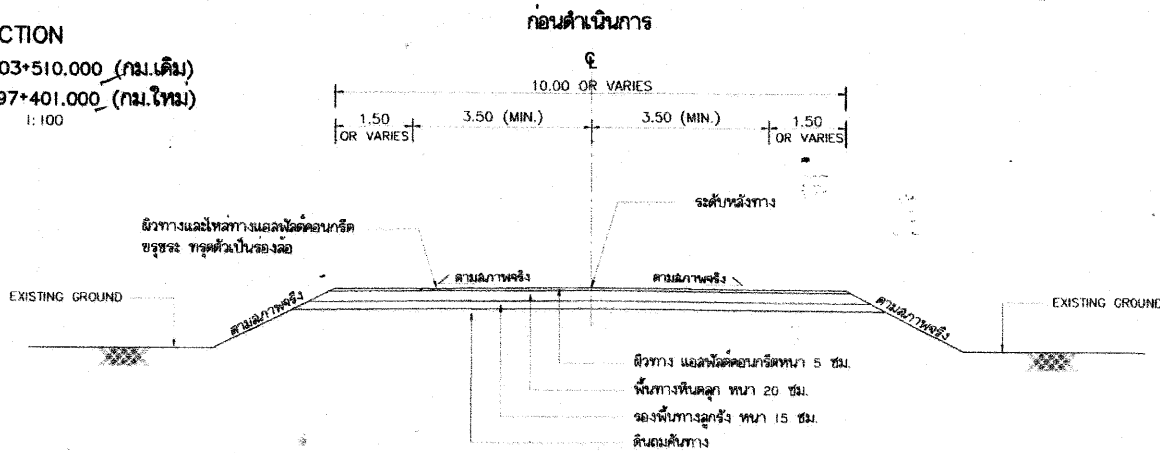 ก่อนดำเนินการ
CTION
03+510.000 (กม.เดิม)
97+401.000 (กม.ใหม่)
1:100
℄
10.00 OR VARIES
1.50 3.50 (MIN.) 3.50 (MIN.) 1.50
OR VARIES OR VARIES
ระดับหลังทาง
ผิวทางและไหล่ทางแอสฟัลต์คอนกรีต
ขรุขระ ทรุดตัวเป็นร่องล้อ
ตามสภาพจริง ตามสภาพจริง
EXISTING GROUND EXISTING GROUND
ตามสภาพจริง ตามสภาพจริง
ผิวทาง แอสฟัลต์คอนกรีตหนา 5 ซม.
พื้นทางหินคลุก หนา 20 ซม.
รองพื้นทางลูกรัง หนา 15 ซม.
ดินถมคันทาง